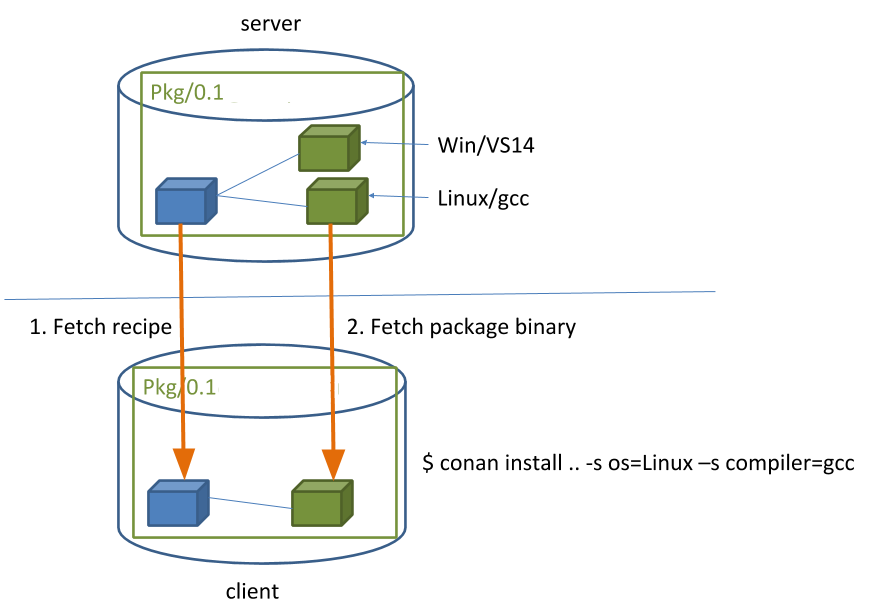 server
Pkg/0.1
Win/VS14
Linux/gcc
1. Fetch recipe
2. Fetch package binary
Pkg/0.1
$ conan install .. -s os=Linux –s compiler=gcc
client